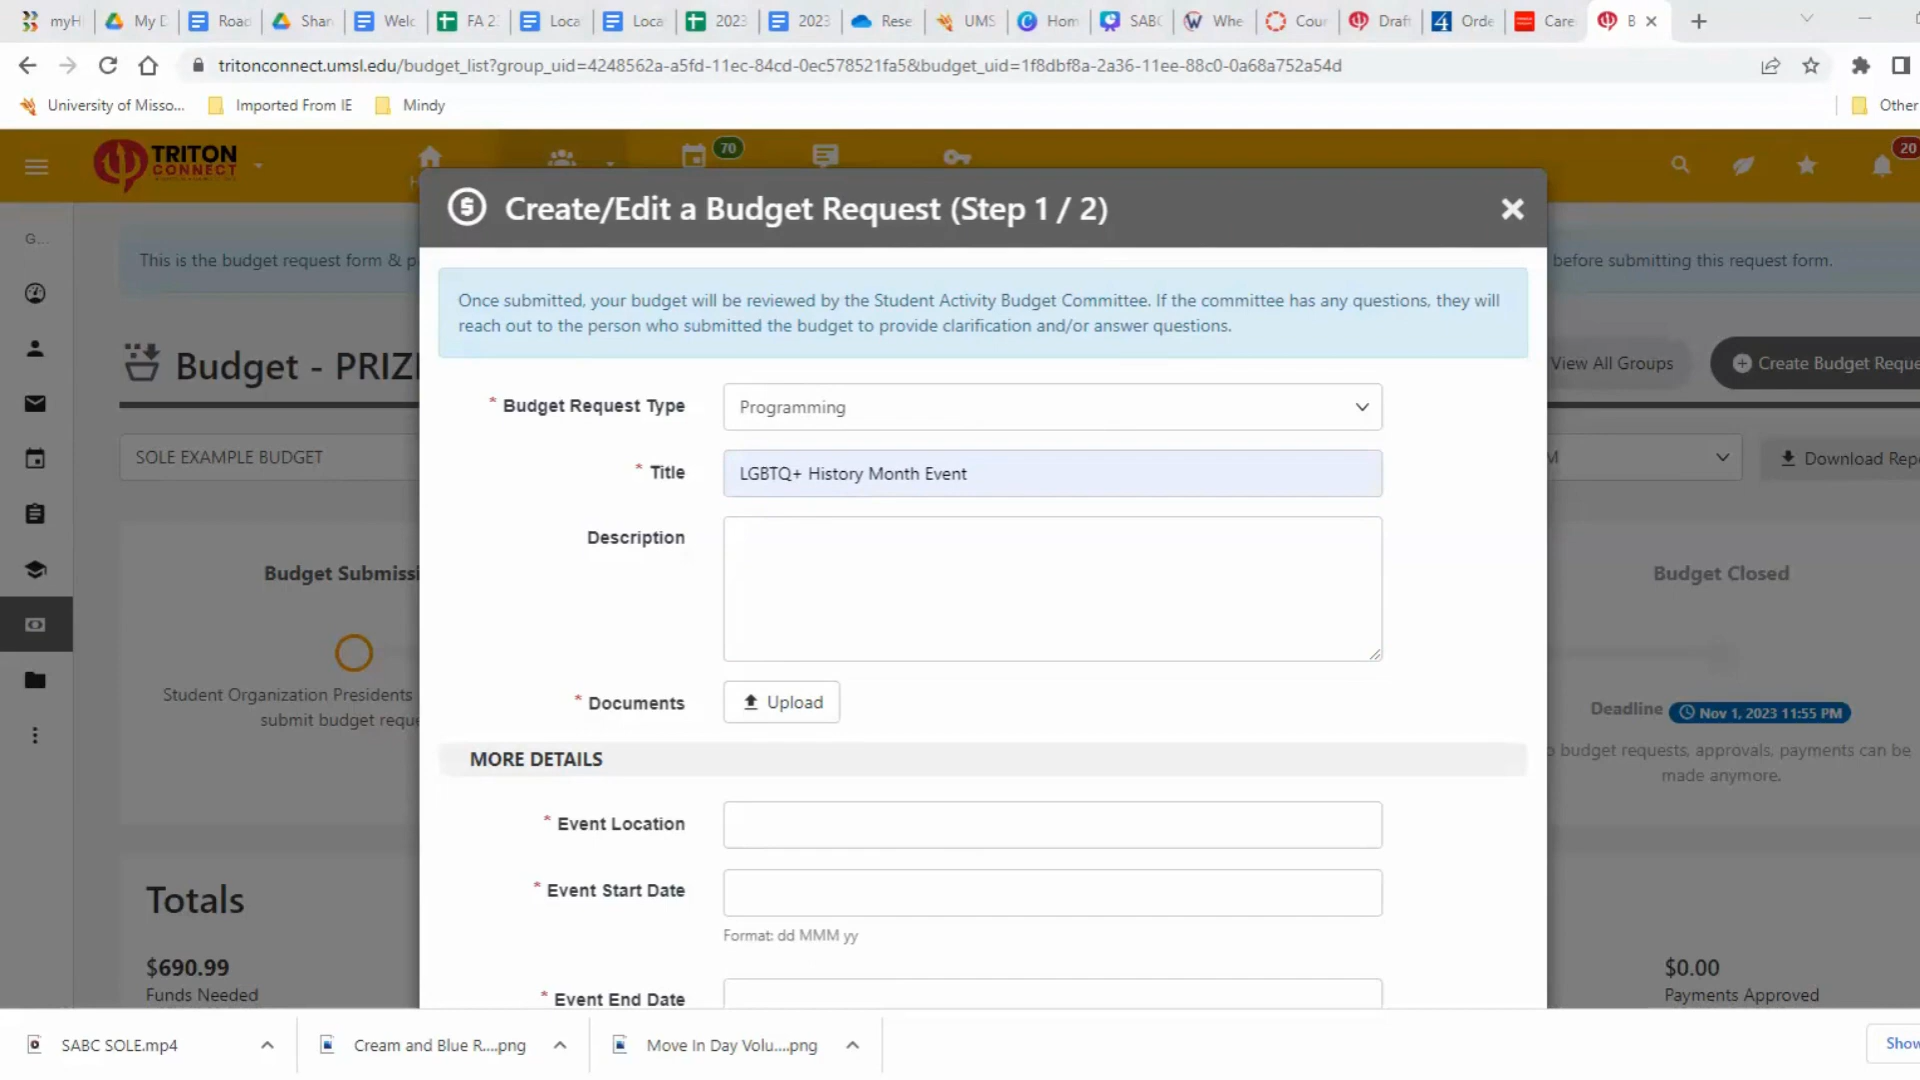 myH
My D
Road
Shar
Welc
FA 2
Loca
Loca
2023
2023
Rese
UMS
Hom
SABC
Whe
Cour
Draft
Orde
Care
B
tritonconnect.umsl.edu/budget_list?group_uid=4248562a-a5fd-11ec-84cd-0ec578521fa5&budget_uid=1f8dbf8a-2a36-11ee-88c0-0a68a752a54d
University of Misso...
Imported From IE
Mindy
Other
TRITON
CONNECT
H
70
20
Create/Edit a Budget Request (Step 1 / 2)
G...
This is the budget request form & p
before submitting this request form.
Once submitted, your budget will be reviewed by the Student Activity Budget Committee. If the committee has any questions, they will
reach out to the person who submitted the budget to provide clarification and/or answer questions.
Budget - PRIZ
View All Groups
Create Budget Reque
* Budget Request Type
Programming
SOLE EXAMPLE BUDGET
M
Download Repo
* Title
LGBTQ+ History Month Event
Description
Budget Submissi
Budget Closed
Student Organization Presidents
submit budget reque
* Documents
Upload
Deadline
Nov 1, 2023 11:55 PM
budget requests, approvals, payments can be
made anymore.
MORE DETAILS
* Event Location
* Event Start Date
Format: dd MMM yy
* Event End Date
Totals
$690.99
Funds Needed
$0.00
Payments Approved
SABC SOLE.mp4
Cream and Blue R....png
Move In Day Volu....png
Show